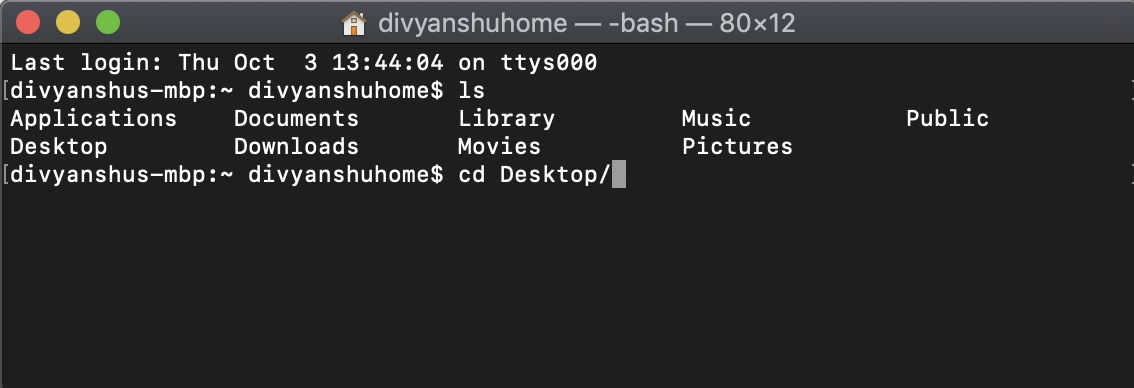 divyanshuhome — -bash — 80×12
Last login: Thu Oct  3 13:44:04 on ttys000
[divyanshus-mbp:~ divyanshuhome$ ls
Applications    Documents       Library         Music           Public
Desktop         Downloads       Movies          Pictures
[divyanshus-mbp:~ divyanshuhome$ cd Desktop/